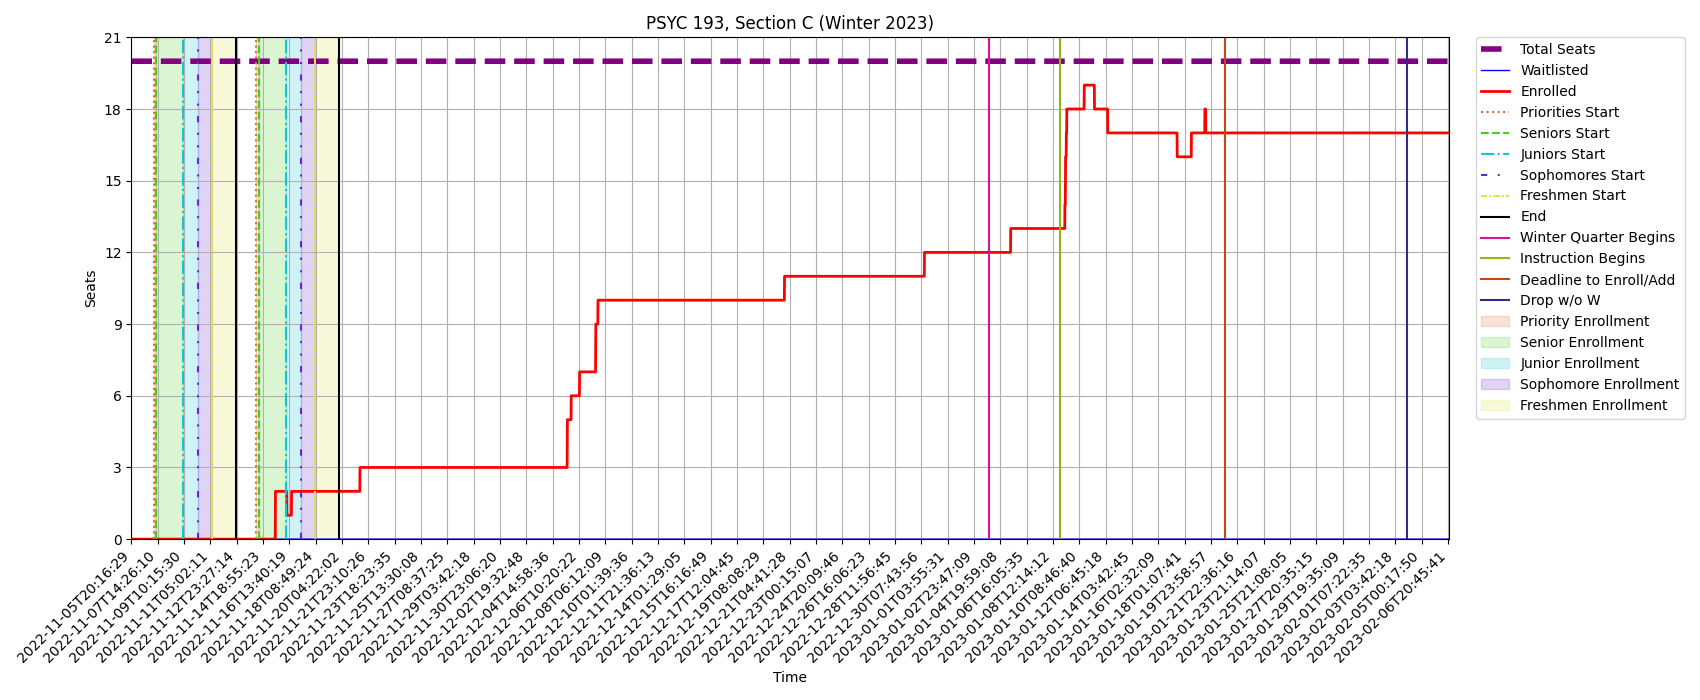 PSYC 193, Section C (Winter 2023)
21
18
15
12
9
6
3
0
Seats
2022-11-05T20:16:29
2022-11-07T14:26:10
2022-11-09T10:15:30
2022-11-11T05:02:11
2022-11-12T23:27:14
2022-11-14T18:55:23
2022-11-16T13:40:19
2022-11-18T08:49:24
2022-11-20T04:22:02
2022-11-21T23:10:26
2022-11-23T18:23:35
2022-11-25T13:30:08
2022-11-27T08:37:25
2022-11-29T03:42:18
2022-11-30T23:06:20
2022-12-02T19:32:48
2022-12-04T14:58:36
2022-12-06T10:20:22
2022-12-08T06:12:09
2022-12-10T01:39:36
2022-12-11T21:36:13
2022-12-14T01:29:05
2022-12-15T16:16:49
2022-12-17T12:04:45
2022-12-19T08:08:29
2022-12-21T04:41:28
2022-12-23T00:15:07
2022-12-24T20:09:46
2022-12-26T16:06:23
2022-12-28T11:56:45
2022-12-30T07:43:56
2023-01-01T03:55:31
2023-01-02T23:47:09
2023-01-04T19:59:08
2023-01-06T16:05:35
2023-01-08T12:14:12
2023-01-10T08:46:40
2023-01-12T06:45:18
2023-01-14T03:42:45
2023-01-16T02:32:09
2023-01-18T01:07:41
2023-01-19T23:58:57
2023-01-21T22:36:16
2023-01-23T21:14:07
2023-01-25T21:08:05
2023-01-27T20:35:15
2023-01-29T19:35:09
2023-02-01T07:22:35
2023-02-03T03:42:18
2023-02-05T00:17:50
2023-02-06T20:45:41
Time
Total Seats
Waitlisted
Enrolled
Priorities Start
Seniors Start
Juniors Start
Sophomores Start
Freshmen Start
End
Winter Quarter Begins
Instruction Begins
Deadline to Enroll/Add
Drop w/o W
Priority Enrollment
Senior Enrollment
Junior Enrollment
Sophomore Enrollment
Freshmen Enrollment